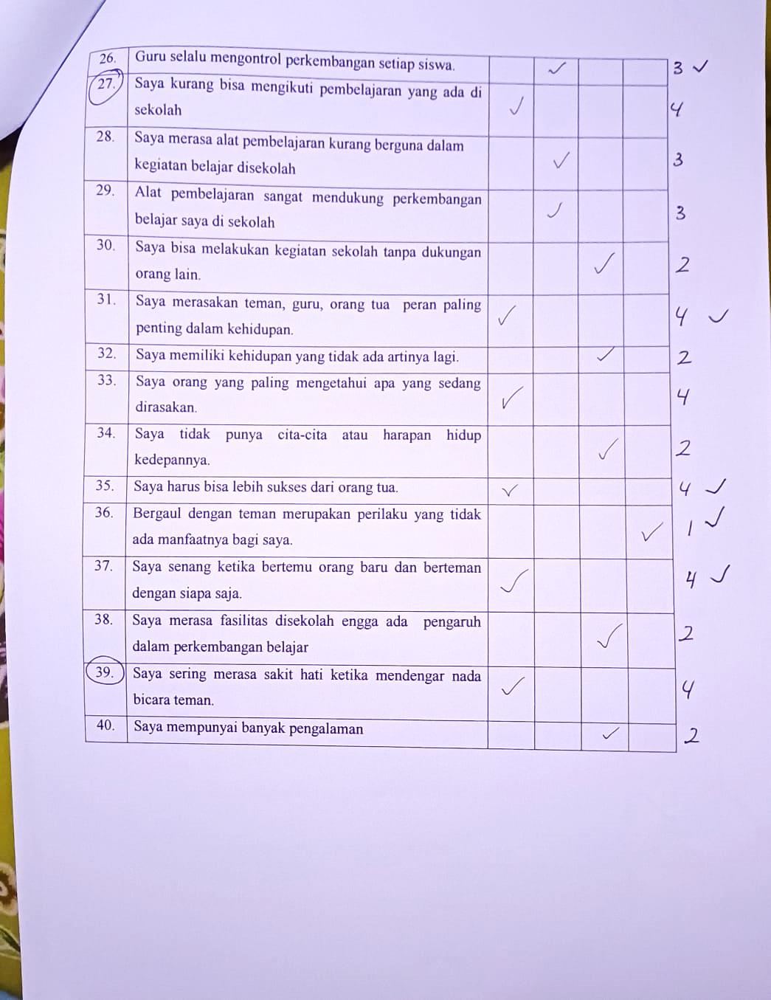 26. Guru selalu mengontrol perkembangan setiap siswa. ✓ 3 ✓
27. Saya kurang bisa mengikuti pembelajaran yang ada di
sekolah ✓ 4
28. Saya merasa alat pembelajaran kurang berguna dalam
kegiatan belajar disekolah ✓ 3
29. Alat pembelajaran sangat mendukung perkembangan
belajar saya di sekolah ✓ 3
30. Saya bisa melakukan kegiatan sekolah tanpa dukungan
orang lain. ✓ 2
31. Saya merasakan teman, guru, orang tua peran paling
penting dalam kehidupan. ✓ 4 ✓
32. Saya memiliki kehidupan yang tidak ada artinya lagi. ✓ 2
33. Saya orang yang paling mengetahui apa yang sedang
dirasakan. ✓ 4
34. Saya tidak punya cita-cita atau harapan hidup
kedepannya. ✓ 2
35. Saya harus bisa lebih sukses dari orang tua. ✓ 4 ✓
36. Bergaul dengan teman merupakan perilaku yang tidak
ada manfaatnya bagi saya. ✓ 1 ✓
37. Saya senang ketika bertemu orang baru dan berteman
dengan siapa saja. ✓ 4 ✓
38. Saya merasa fasilitas disekolah engga ada pengaruh
dalam perkembangan belajar ✓ 2
39. Saya sering merasa sakit hati ketika mendengar nada
bicara teman. ✓ 4
40. Saya mempunyai banyak pengalaman ✓ 2